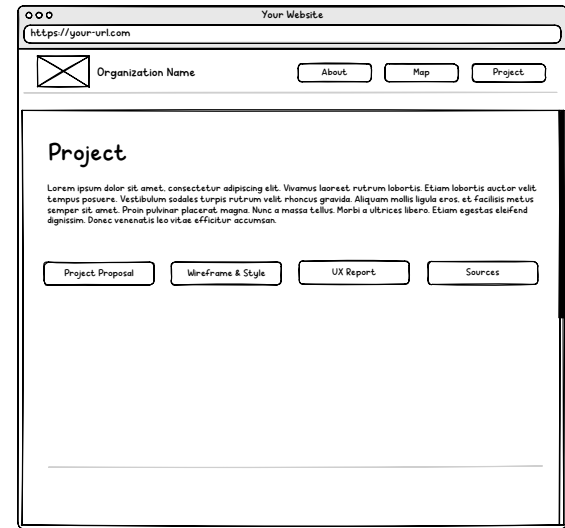 Your Website
https://your-url.com
Organization Name
About
Map
Project
Project
Lorem ipsum dolor sit amet, consectetur adipiscing elit. Vivamus laoreet rutrum lobortis. Etiam lobortis auctor velit
tempus posuere. Vestibulum sodales turpis rutrum velit rhoncus gravida. Aliquam mollis ligula eros, et facilisis metus
semper sit amet. Proin pulvinar placerat magna. Nunc a massa tellus. Morbi a ultrices libero. Etiam egestas eleifend
dignissim. Donec venenatis leo vitae efficitur accumsan.
Project Proposal
Wireframe & Style
UX Report
Sources